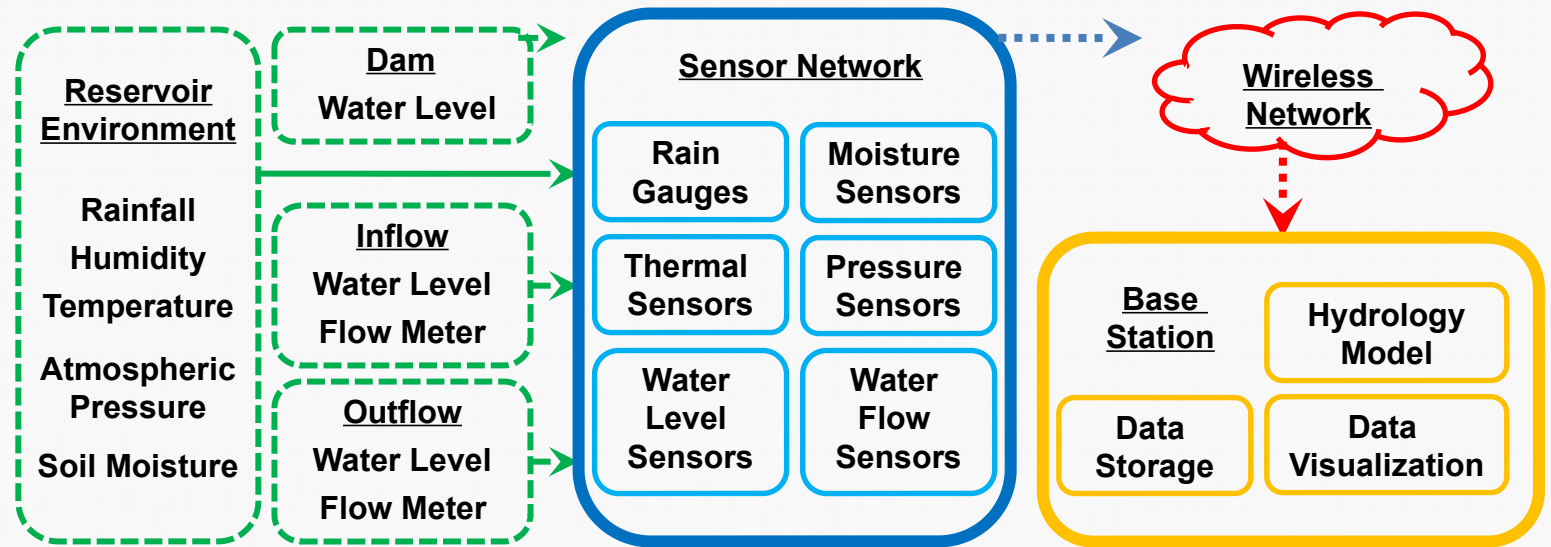 Reservoir
Environment
Rainfall
Humidity
Temperature
Atmospheric
Pressure
Soil Moisture
Dam
Water Level
Inflow
Water Level
Flow Meter
Outflow
Water Level
Flow Meter
Sensor Network
Rain
Gauges
Moisture
Sensors
Thermal
Sensors
Pressure
Sensors
Water
Level
Sensors
Water
Flow
Sensors
Wireless
Network
Base
Station
Hydrology
Model
Data
Storage
Data
Visualization